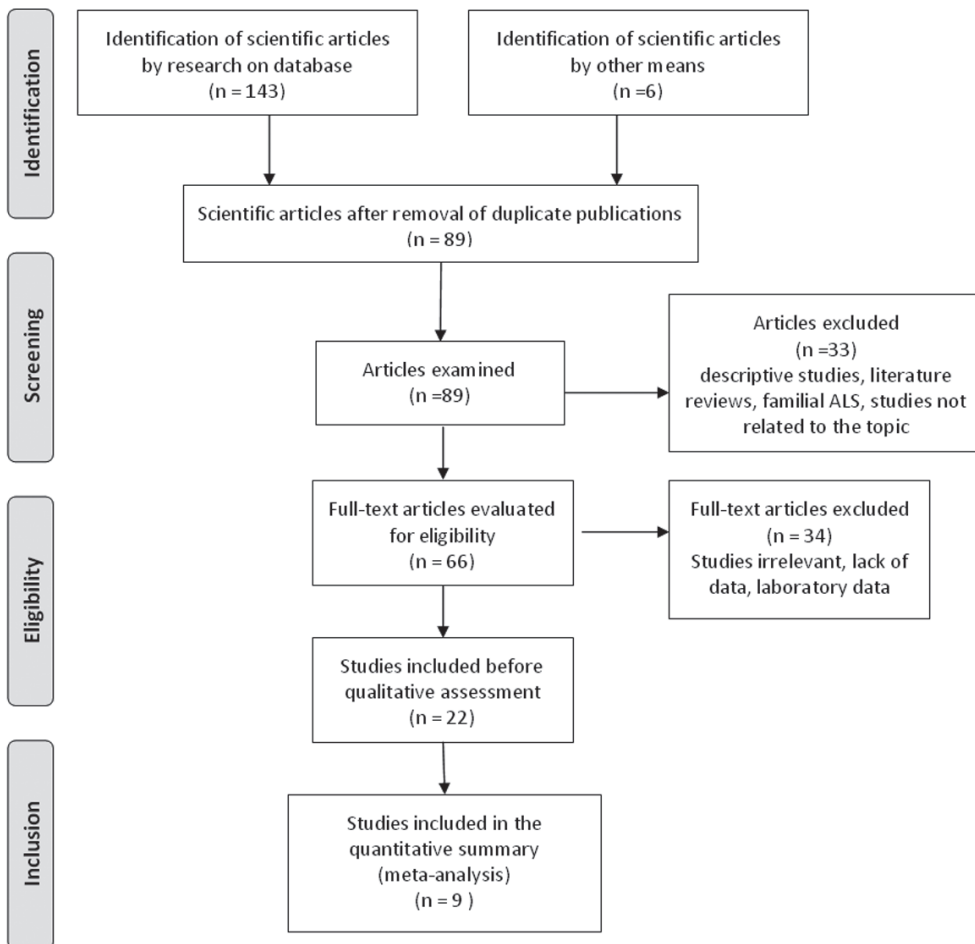 Identification
Identification of scientific articles
by research on database
(n = 143)
Identification of scientific articles
by other means
(n =6)
Scientific articles after removal of duplicate publications
(n = 89)
Screening
Articles examined
(n =89)
Articles excluded
(n =33)
descriptive studies, literature
reviews, familial ALS, studies not
related to the topic
Eligibility
Full-text articles evaluated
for eligibility
(n = 66)
Full-text articles excluded
(n = 34)
Studies irrelevant, lack of
data, laboratory data
Studies included before
qualitative assessment
(n = 22)
Inclusion
Studies included in the
quantitative summary
(meta-analysis)
(n = 9 )